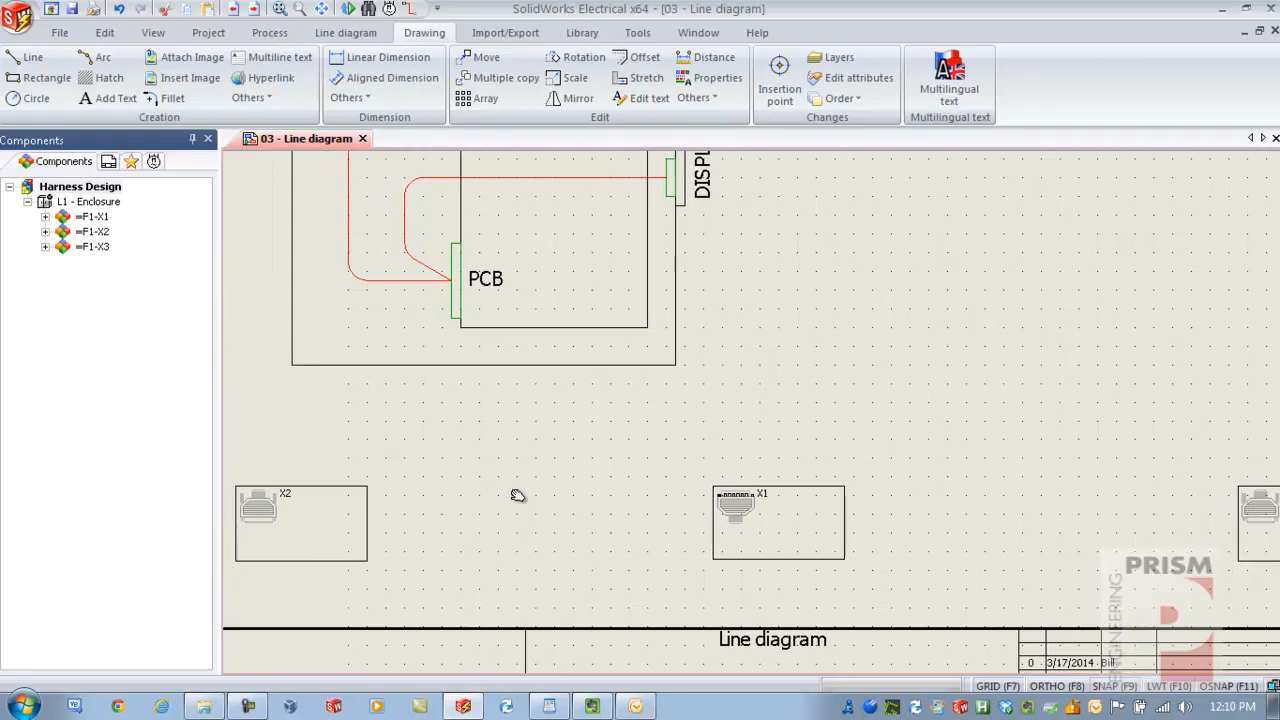 SolidWorks Electrical x64 - [03 - Line diagram]
File Edit View Project Process Line diagram Drawing Import/Export Library Tools Window Help
Line Arc Attach Image Multiline text Linear Dimension Move Rotation Offset Distance Layers
Rectangle Hatch Insert Image Hyperlink Aligned Dimension Multiple copy Scale Stretch Properties Insertion point Edit attributes Multilingual text
Circle Add Text Fillet Others Others Array Mirror Edit text Others Order
Creation Dimension Edit Changes Multilingual text
Components
03 - Line diagram
Components
Harness Design
L1 - Enclosure
=F1-X1
=F1-X2
=F1-X3
DISPL
PCB
X2
X1
PRISM
ENGINEERING
Line diagram
0 3/17/2014 Bill
GRID (F7) ORTHO (F8) SNAP (F9) LWT (F10) OSNAP (F11)
12:10 PM